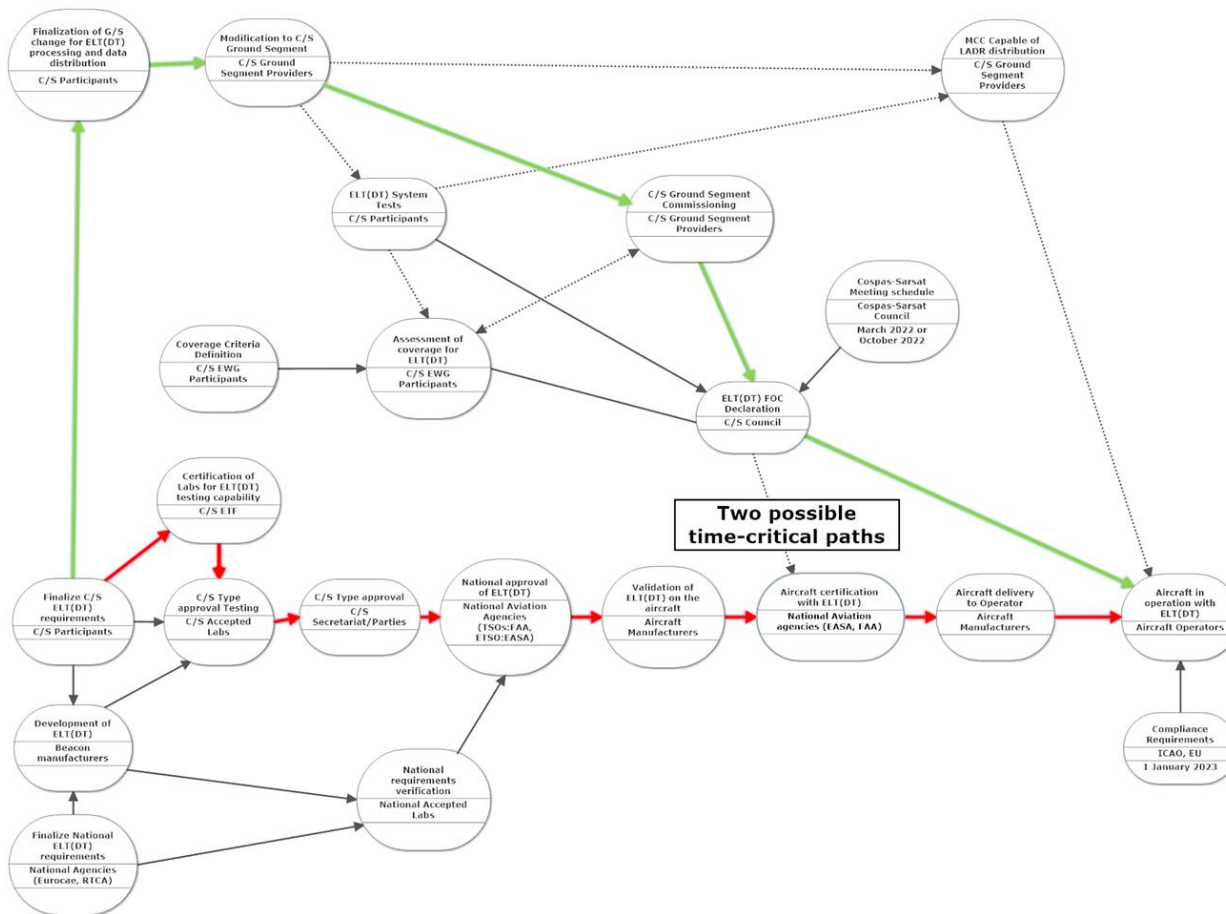 Finalization of G/S
change for ELT(DT)
processing and data
distribution
C/S Participants
Modification to C/S
Ground Segment
C/S Ground
Segment Providers
MCC Capable of
LADR distribution
C/S Ground
Segment
Providers
ELT(DT) System
Tests
C/S Participants
C/S Ground Segment
Commissioning
C/S Ground Segment
Providers
Cospas-Sarsat
Meeting schedule
Cospas-Sarsat
Council
March 2022 or
October 2022
Coverage Criteria
Definition
C/S EWG
Participants
Assessment of
coverage for
ELT(DT)
C/S EWG
Participants
ELT(DT) FOC
Declaration
C/S Council
Certification of
Labs for ELT(DT)
testing capability
C/S ETF
Two possible
time-critical paths
Finalize C/S
ELT(DT)
requirements
C/S Participants
C/S Type
approval Testing
C/S Accepted
Labs
C/S Type approval
C/S
Secretariat/Parties
National approval
of ELT(DT)
National Aviation
Agencies
(TSO::FAA,
ETSO:EASA)
Validation of
ELT(DT) on the
aircraft
Aircraft
Manufacturers
Aircraft certification
with ELT(DT)
National Aviation
agencies (EASA, FAA)
Aircraft delivery
to Operator
Aircraft
Manufacturers
Aircraft in
operation with
ELT(DT)
Aircraft Operators
Development of
ELT(DT)
Beacon
manufacturers
National
requirements
verification
National Accepted
Labs
Compliance
Requirements
ICAO, EU
1 January 2023
Finalize National
ELT(DT)
requirements
National Agencies
(Eurocae, RTCA)